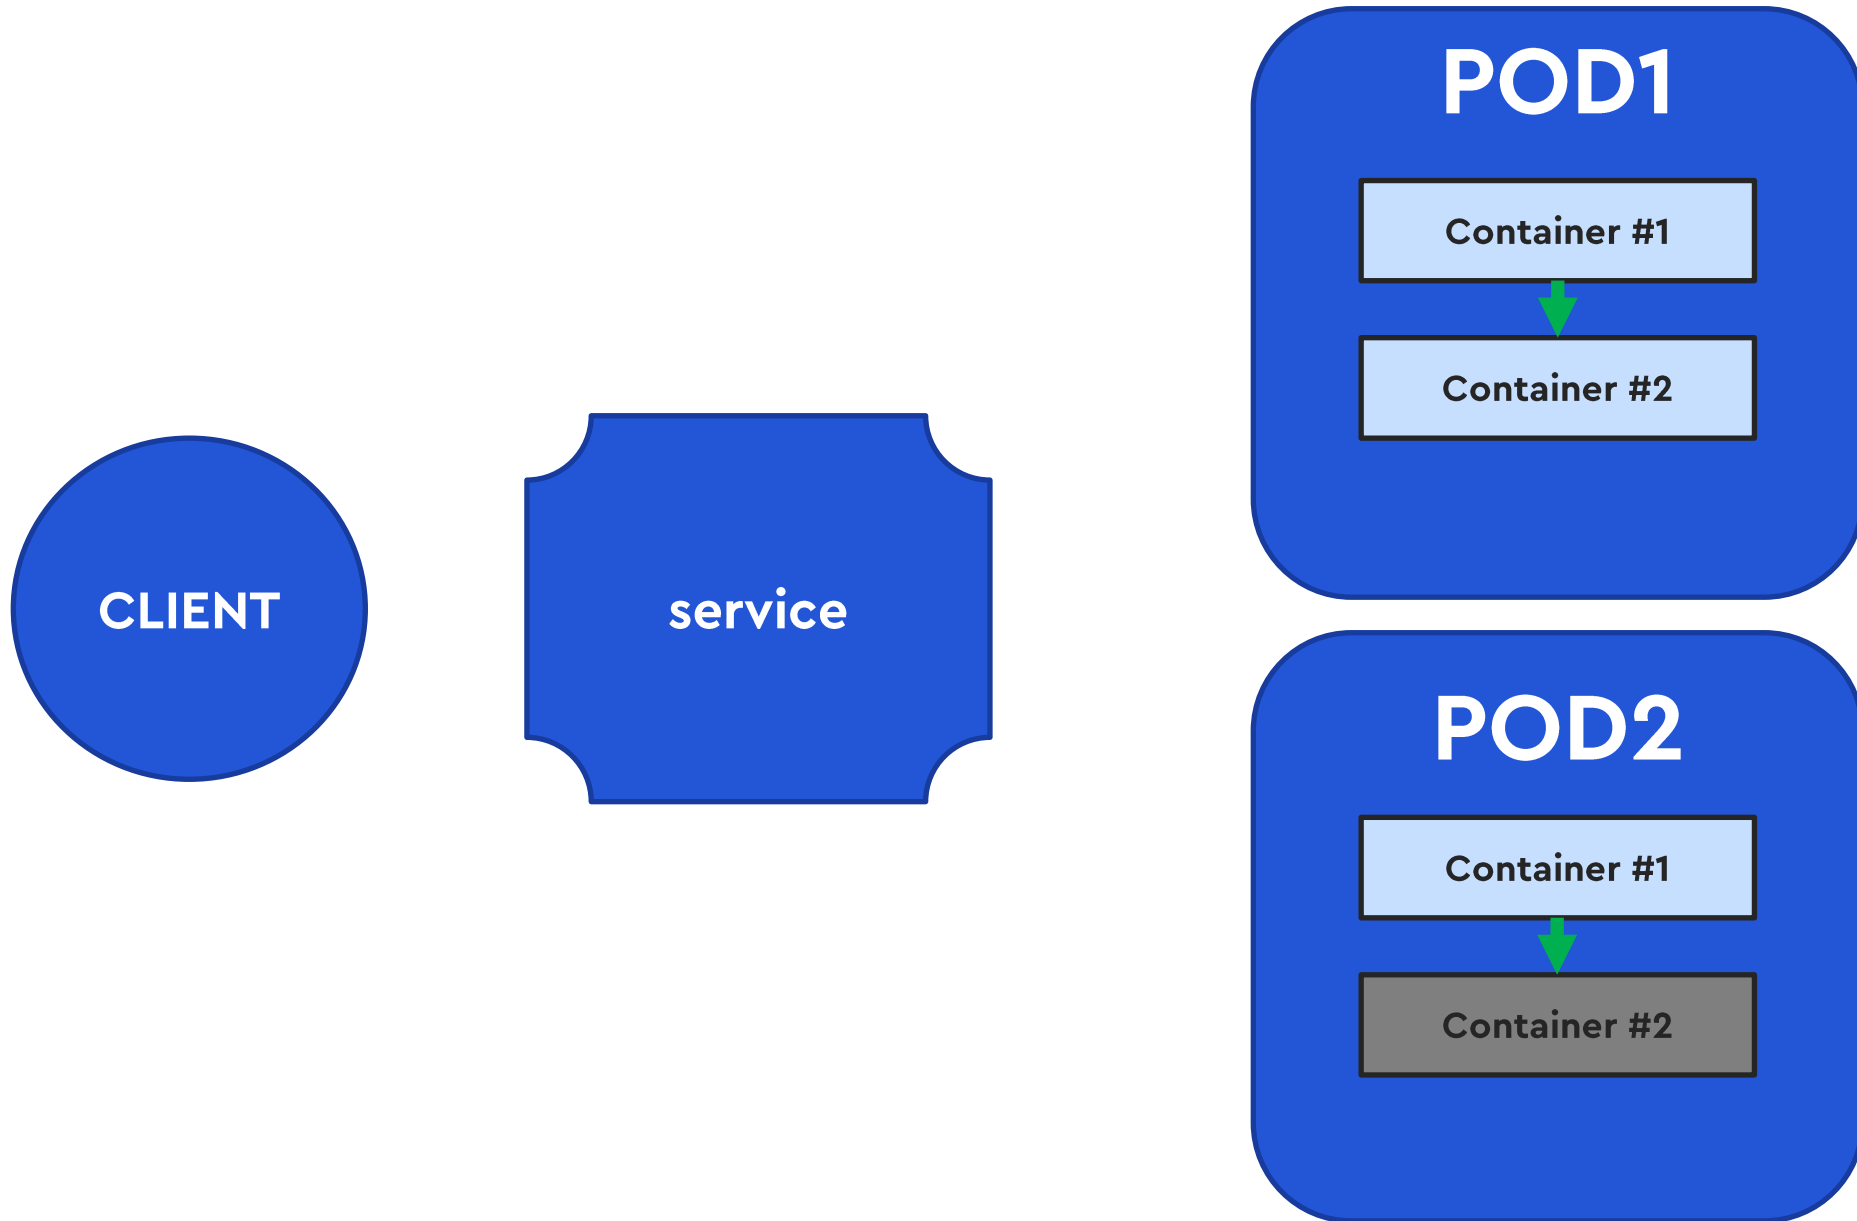 POD1
Container #1
Container #2
CLIENT
service
POD2
Container #1
Container #2